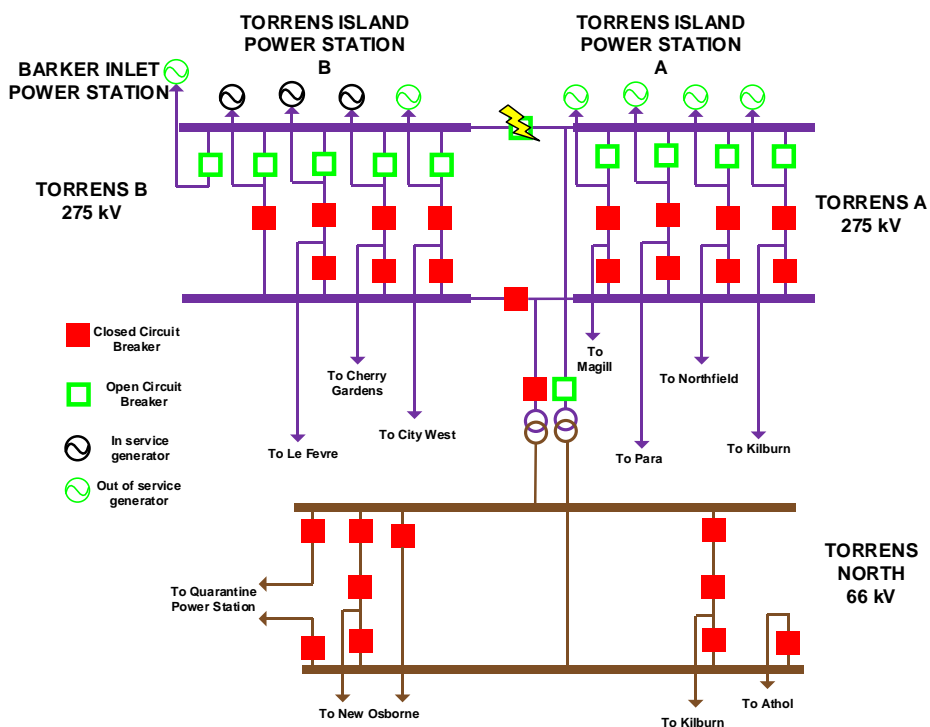 TORRENS ISLAND
POWER STATION
B
TORRENS ISLAND
POWER STATION
A
BARKER INLET
POWER STATION
TORRENS B
275 kV
TORRENS A
275 kV
Closed Circuit
Breaker
Open Circuit
Breaker
In service
generator
Out of service
generator
To Cherry
Gardens
To City West
To Le Fevre
To
Magill
To Northfield
To Para
To Kilburn
TORRENS
NORTH
66 kV
To Quarantine
Power Station
To New Osborne
To Kilburn
To Athol